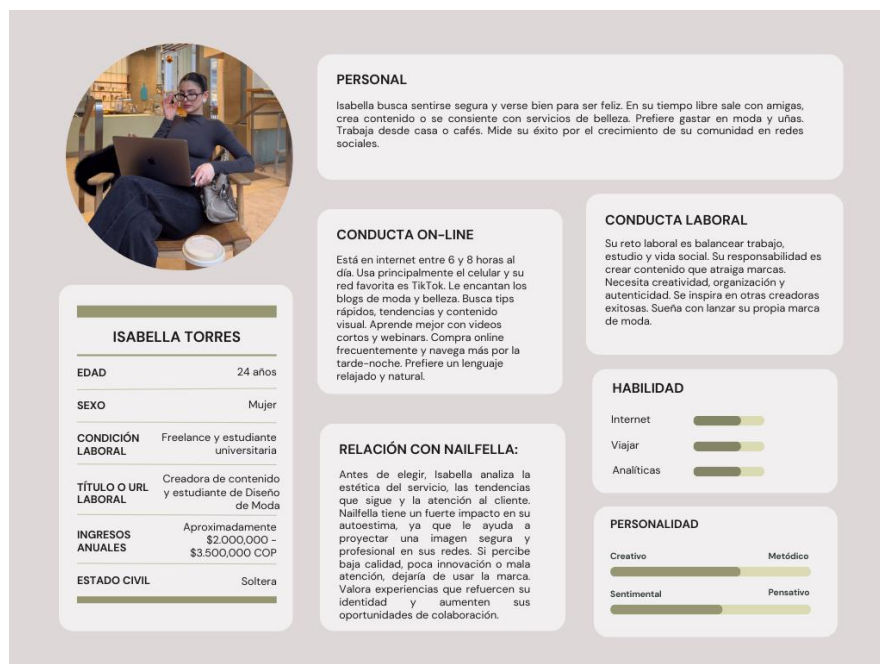 PERSONAL
Isabella busca sentirse segura y verse bien para ser feliz. En su tiempo libre sale con amigas,
crea contenido o se consiente con servicios de belleza. Prefiere gastar en moda y uñas.
Trabaja desde casa o cafés. Mide su éxito por el crecimiento de su comunidad en redes
sociales.
ISABELLA TORRES
EDAD 24 años
SEXO Mujer
CONDICIÓN Freelance y estudiante
LABORAL universitaria
TÍTULO O URL Creadora de contenido
LABORAL y estudiante de Diseño
de Moda
INGRESOS Aproximadamente
ANUALES $2.000,000 -
$3.500,000 COP
ESTADO CIVIL Soltera
CONDUCTA ON-LINE
Está en internet entre 6 y 8 horas al
día. Usa principalmente el celular y su
red favorita es TikTok. Le encantan los
blogs de moda y belleza. Busca tips
rápidos, tendencias y contenido
visual. Aprende mejor con videos
cortos y webinars. Compra online
frecuentemente y navega más por la
tarde-noche. Prefiere un lenguaje
relajado y natural.
RELACIÓN CON NAILFELLA:
Antes de elegir, Isabella analiza la
estética del servicio, las tendencias
que sigue y la atención al cliente.
Nailfella tiene un fuerte impacto en su
autoestima, ya que le ayuda a
proyectar una imagen segura y
profesional en sus redes. Si percibe
baja calidad, poca innovación o mala
atención, dejaría de usar la marca.
Valora experiencias que refuercen su
identidad y aumenten sus
oportunidades de colaboración.
CONDUCTA LABORAL
Su reto laboral es balancear trabajo,
estudio y vida social. Su responsabilidad es
crear contenido que atraiga marcas.
Necesita creatividad, organización y
autenticidad. Se inspira en otras creadoras
exitosas. Sueña con lanzar su propia marca
de moda.
HABILIDAD
Internet
Viajar
Analíticas
PERSONALIDAD
Creativo Metódico
Sentimental Pensativo